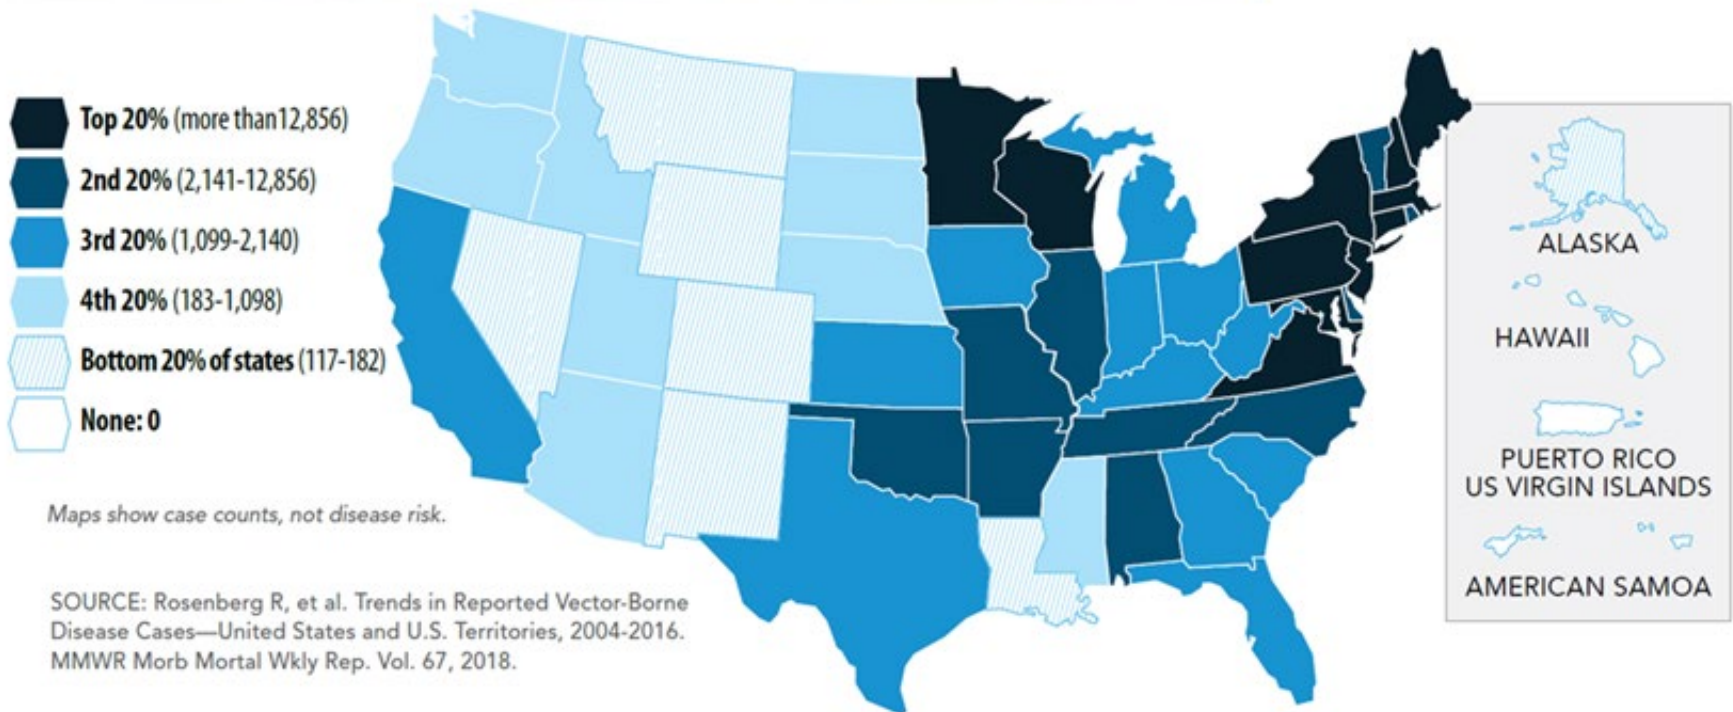 Top 20% (more than12,856)
2nd 20% (2,141-12,856)
3rd 20% (1,099-2,140)
4th 20% (183-1,098)
Bottom 20% of states (117-182)
None: 0
Maps show case counts, not disease risk.
SOURCE: Rosenberg R, et al. Trends in Reported Vector-Borne
Disease Cases—United States and U.S. Territories, 2004-2016.
MMWR Morb Mortal Wkly Rep. Vol. 67, 2018.
ALASKA
HAWAII
PUERTO RICO
US VIRGIN ISLANDS
AMERICAN SAMOA